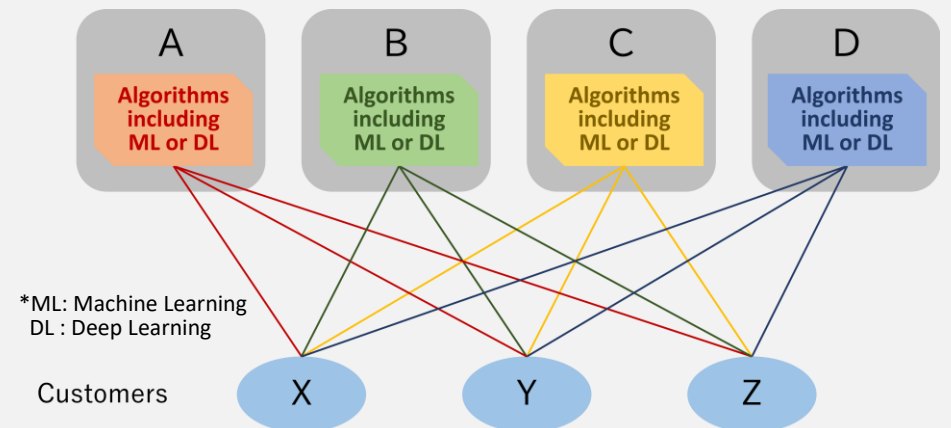 A
B
C
D
Algorithms
including
ML or DL
Algorithms
including
ML or DL
Algorithms
including
ML or DL
Algorithms
including
ML or DL
*ML: Machine Learning
DL : Deep Learning
Customers
X
Y
Z